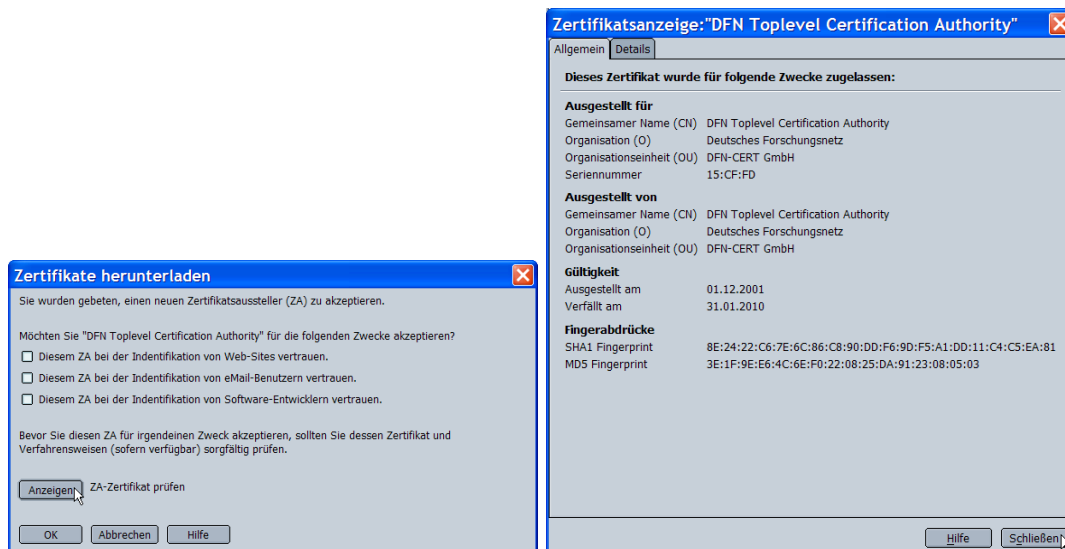 Zertifikate herunterladen
Sie wurden gebeten, einen neuen Zertifikatsaussteller (ZA) zu akzeptieren.
Möchten Sie "DFN Toplevel Certification Authority" für die folgenden Zwecke akzeptieren?
Diesem ZA bei der Indentifikation von Web-Sites vertrauen.
Diesem ZA bei der Indentifikation von eMail-Benutzern vertrauen.
Diesem ZA bei der Indentifikation von Software-Entwicklern vertrauen.
Bevor Sie diesen ZA für irgendeinen Zweck akzeptieren, sollten Sie dessen Zertifikat und
Verfahrensweisen (sofern verfügbar) sorgfältig prüfen.
Anzeigen ZA-Zertifikat prüfen
OK Abbrechen Hilfe
Zertifikatsanzeige:"DFN Toplevel Certification Authority"
Allgemein Details
Dieses Zertifikat wurde für folgende Zwecke zugelassen:
Ausgestellt für
Gemeinsamer Name (CN) DFN Toplevel Certification Authority
Organisation (O) Deutsches Forschungsnetz
Organisationseinheit (OU) DFN-CERT GmbH
Seriennummer 15:CF:FD
Ausgestellt von
Gemeinsamer Name (CN) DFN Toplevel Certification Authority
Organisation (O) Deutsches Forschungsnetz
Organisationseinheit (OU) DFN-CERT GmbH
Gültigkeit
Ausgestellt am 01.12.2001
Verfällt am 31.01.2010
Fingerabdrücke
SHA1 Fingerprint 8E:24:22:C6:7E:6C:86:C8:90:DD:F6:9D:F5:A1:DD:11:C4:C5:EA:81
MD5 Fingerprint 3E:1F:9E:E6:4C:6E:F0:22:08:25:DA:91:23:08:05:03
Hilfe Schließen